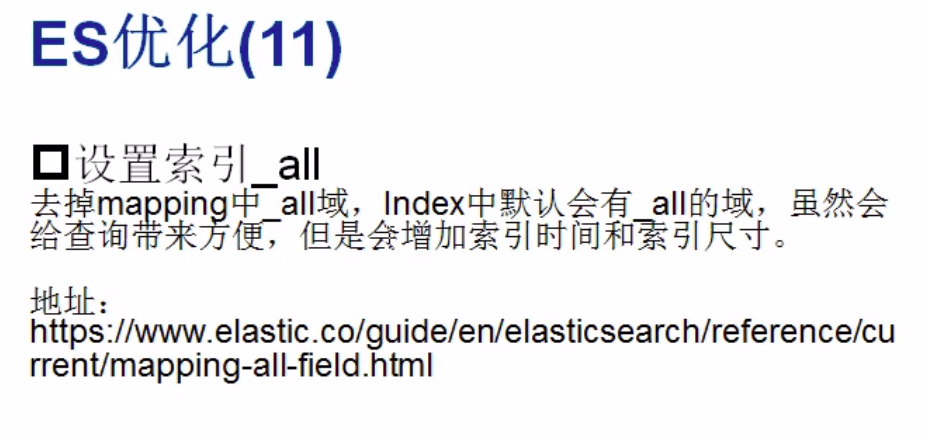 ES优化(11)
口设置索引_all
去掉mapping中_all域，Index中默认会有_all的域，虽然会
给查询带来方便，但是会增加索引时间和索引尺寸。
地址：
https://www.elastic.co/guide/en/elasticsearch/reference/cu
rrent/mapping-all-field.html